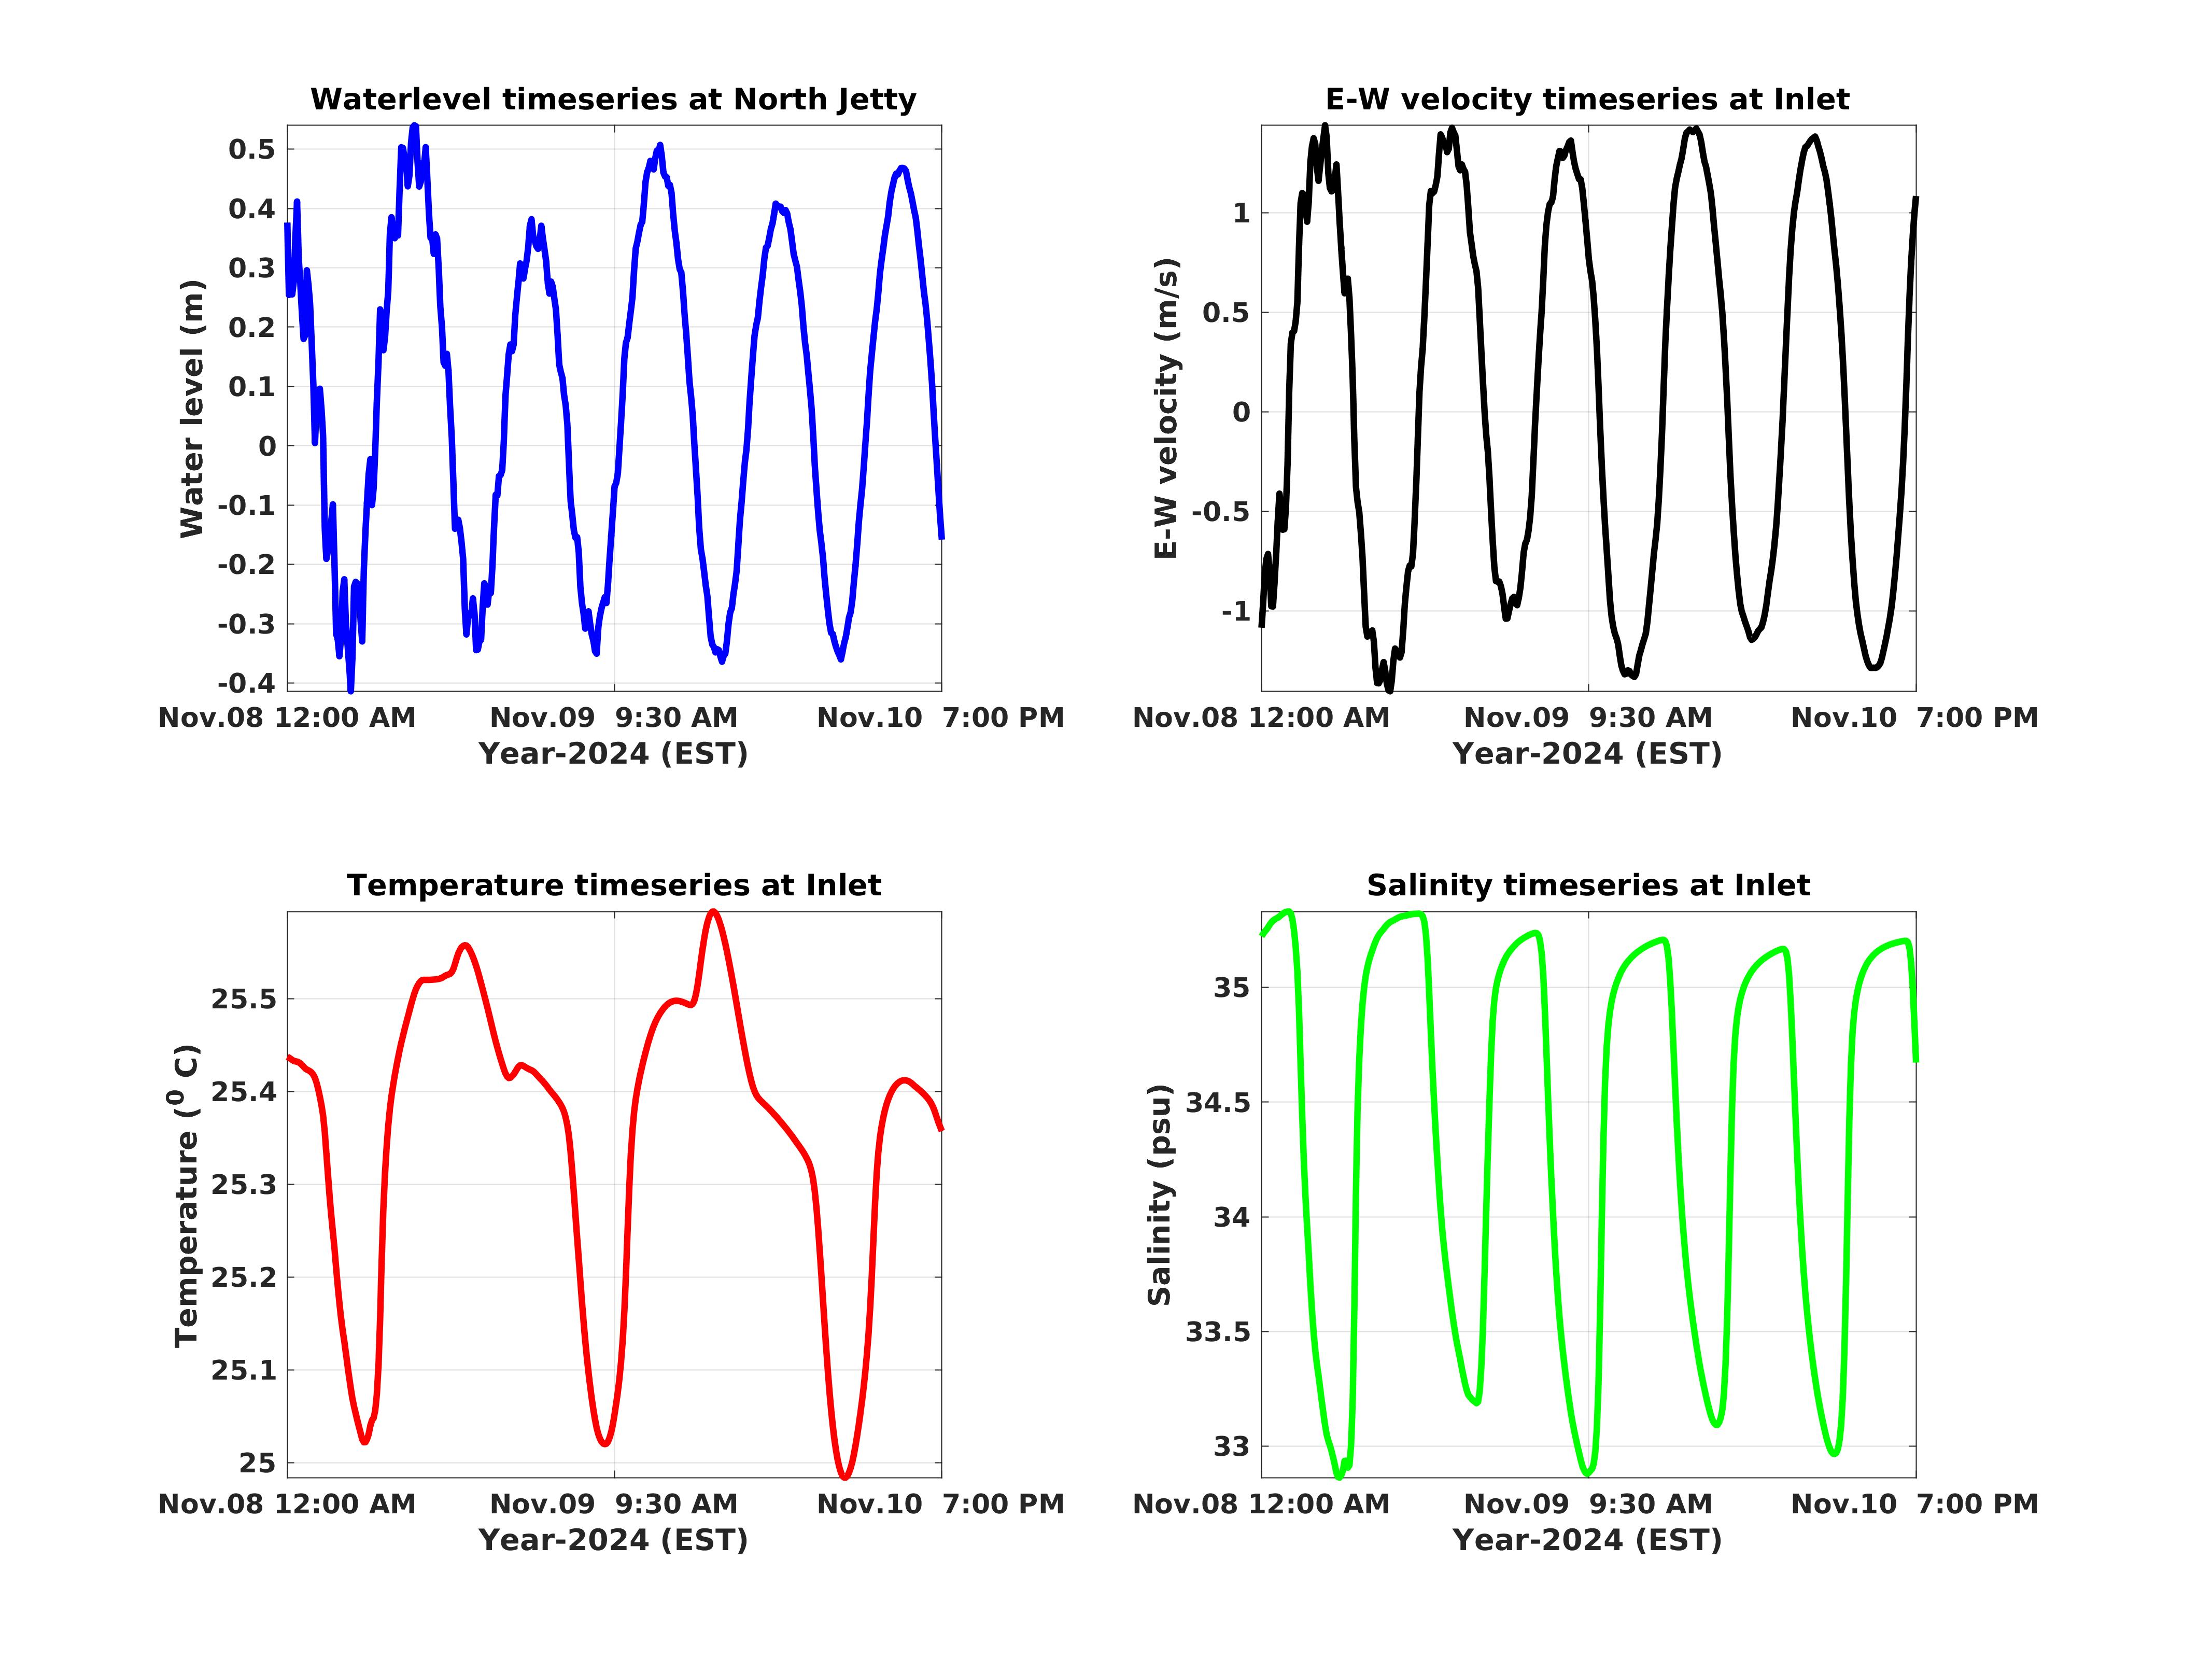 Waterlevel timeseries at North Jetty
Water level (m)
0.5
0.4
0.3
0.2
0.1
0
-0.1
-0.2
-0.3
-0.4
Nov.08 12:00 AM Nov.09 9:30 AM Nov.10 7:00 PM
Year-2024 (EST)
E-W velocity timeseries at Inlet
E-W velocity (m/s)
1
0.5
0
-0.5
-1
Nov.08 12:00 AM Nov.09 9:30 AM Nov.10 7:00 PM
Year-2024 (EST)
Temperature timeseries at Inlet
Temperature (⁰ C)
25.5
25.4
25.3
25.2
25.1
25
Nov.08 12:00 AM Nov.09 9:30 AM Nov.10 7:00 PM
Year-2024 (EST)
Salinity timeseries at Inlet
Salinity (psu)
35
34.5
34
33.5
33
Nov.08 12:00 AM Nov.09 9:30 AM Nov.10 7:00 PM
Year-2024 (EST)